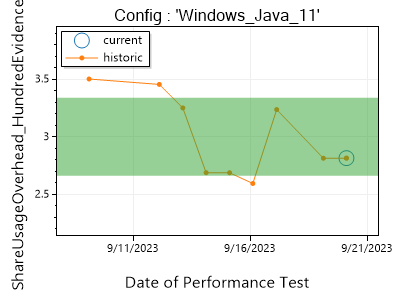 Config : 'Windows_Java_11'
current
historic
ShareUsageOverhead_HundredEvidence
3.5
3
2.5
9/11/2023
9/16/2023
9/21/2023
Date of Performance Test